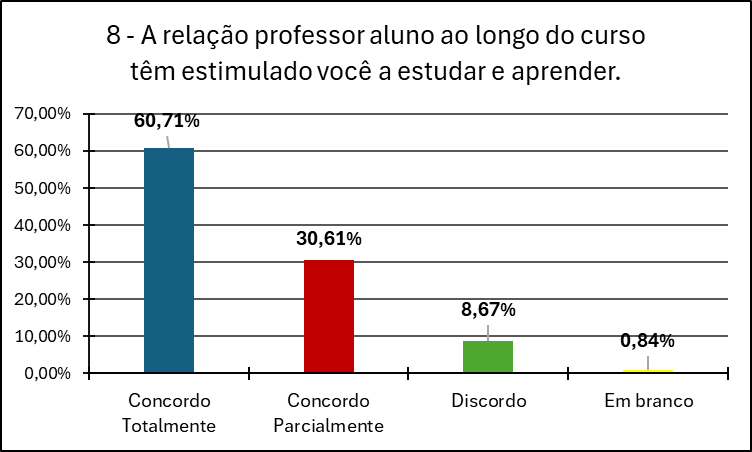 8 - A relação professor aluno ao longo do curso
têm estimulado você a estudar e aprender.
70,00%
60,00%
50,00%
40,00%
30,00%
20,00%
10,00%
0,00%
60,71%
30,61%
8,67%
0,84%
Concordo
Totalmente
Concordo
Parcialmente
Discordo
Em branco